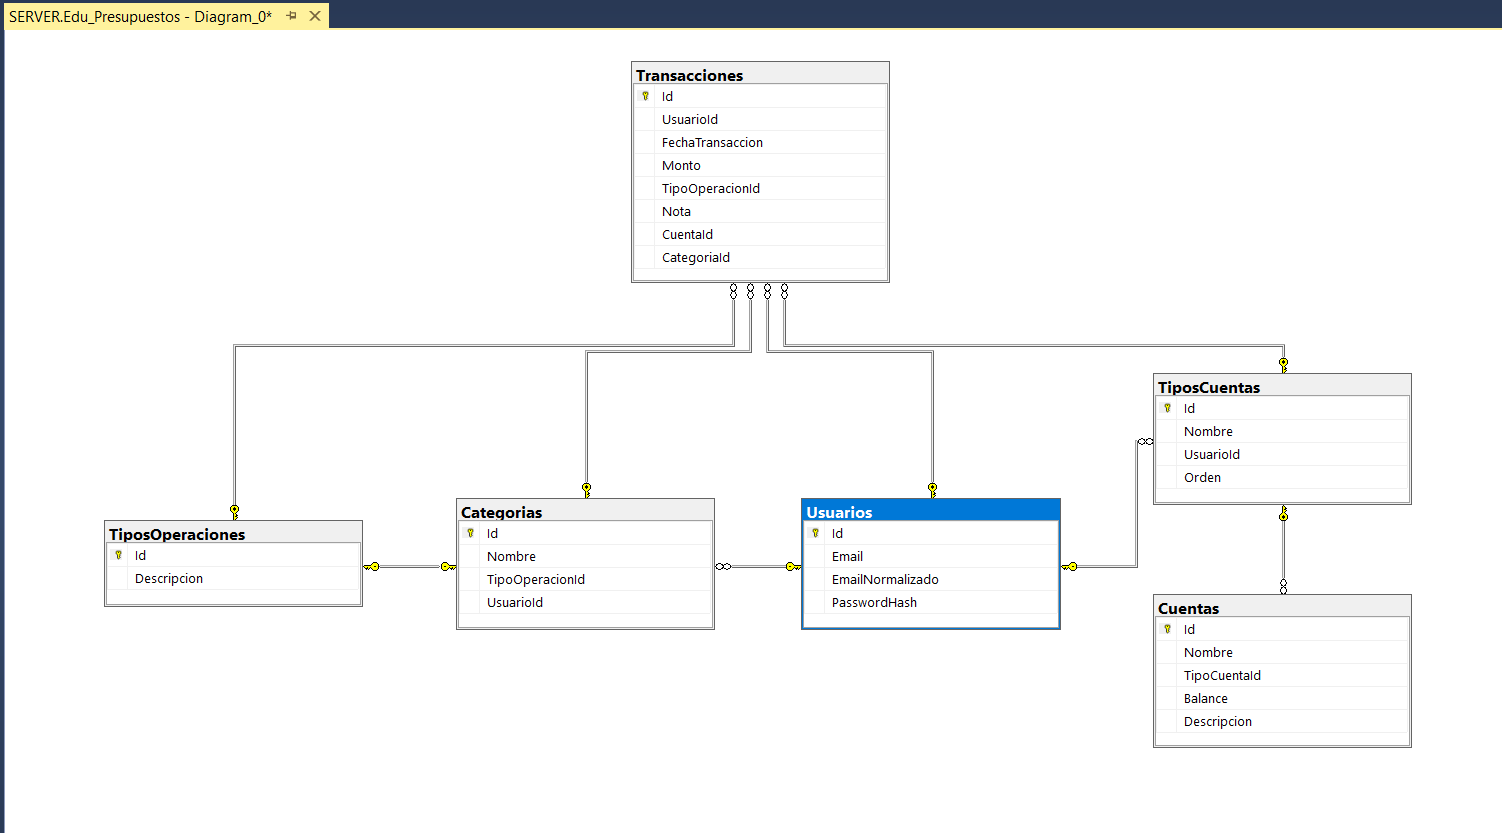 SERVER.Edu_Presupuestos - Diagram_0*
Transacciones
Id
UsuarioId
FechaTransaccion
Monto
TipoOperacionId
Nota
CuentaId
CategoriaId
TiposCuentas
Id
Nombre
UsuarioId
Orden
TiposOperaciones
Id
Descripcion
Categorias
Id
Nombre
TipoOperacionId
UsuarioId
Usuarios
Id
Email
EmailNormalizado
PasswordHash
Cuentas
Id
Nombre
TipoCuentaId
Balance
Descripcion